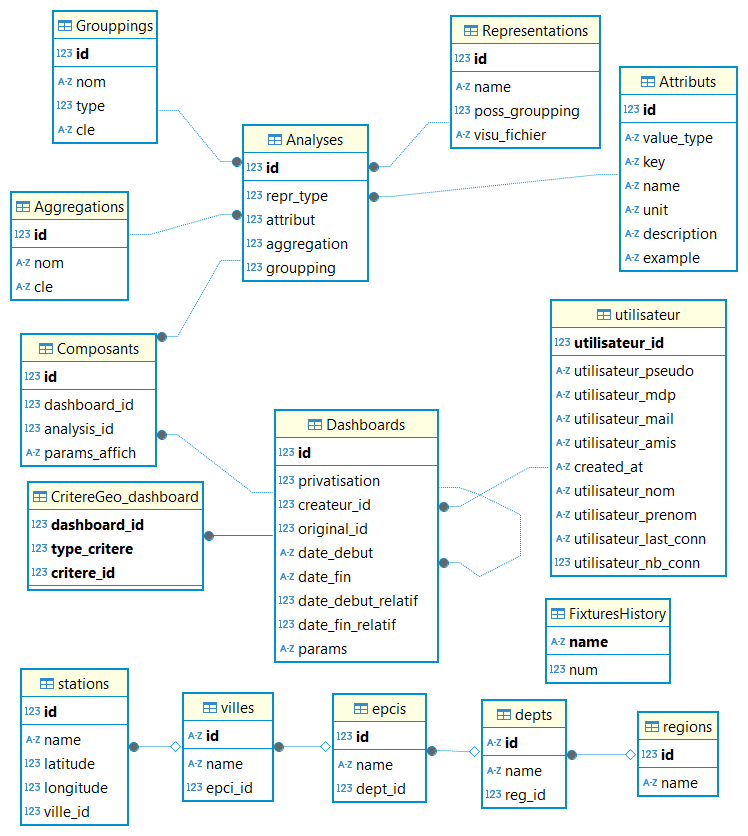 Grouppings
123 id
A-Z nom
123 type
A-Z cle
Representations
123 id
A-Z name
123 poss_groupping
A-Z visu_fichier
Attributs
123 id
A-Z value_type
A-Z key
A-Z name
A-Z unit
A-Z description
A-Z example
Analyses
123 id
123 repr_type
123 attribut
123 aggregation
123 groupping
Aggregations
123 id
A-Z nom
A-Z cle
Composants
123 id
123 dashboard_id
123 analysis_id
A-Z params_affich
utilisateur
123 utilisateur_id
A-Z utilisateur_pseudo
A-Z utilisateur_mdp
A-Z utilisateur_mail
A-Z utilisateur_amis
A-Z created_at
A-Z utilisateur_nom
A-Z utilisateur_prenom
A-Z utilisateur_last_conn
123 utilisateur_nb_conn
Dashboards
123 id
123 privatisation
123 createur_id
123 original_id
A-Z date_debut
A-Z date_fin
123 date_debut_relatif
123 date_fin_relatif
A-Z params
CritereGeo_dashboard
123 dashboard_id
123 type_critere
123 critere_id
FixturesHistory
A-Z name
123 num
stations
123 id
A-Z name
123 latitude
123 longitude
123 ville_id
villes
A-Z id
A-Z name
123 epci_id
epcis
123 id
A-Z name
123 dept_id
depts
A-Z id
A-Z name
123 reg_id
regions
123 id
A-Z name